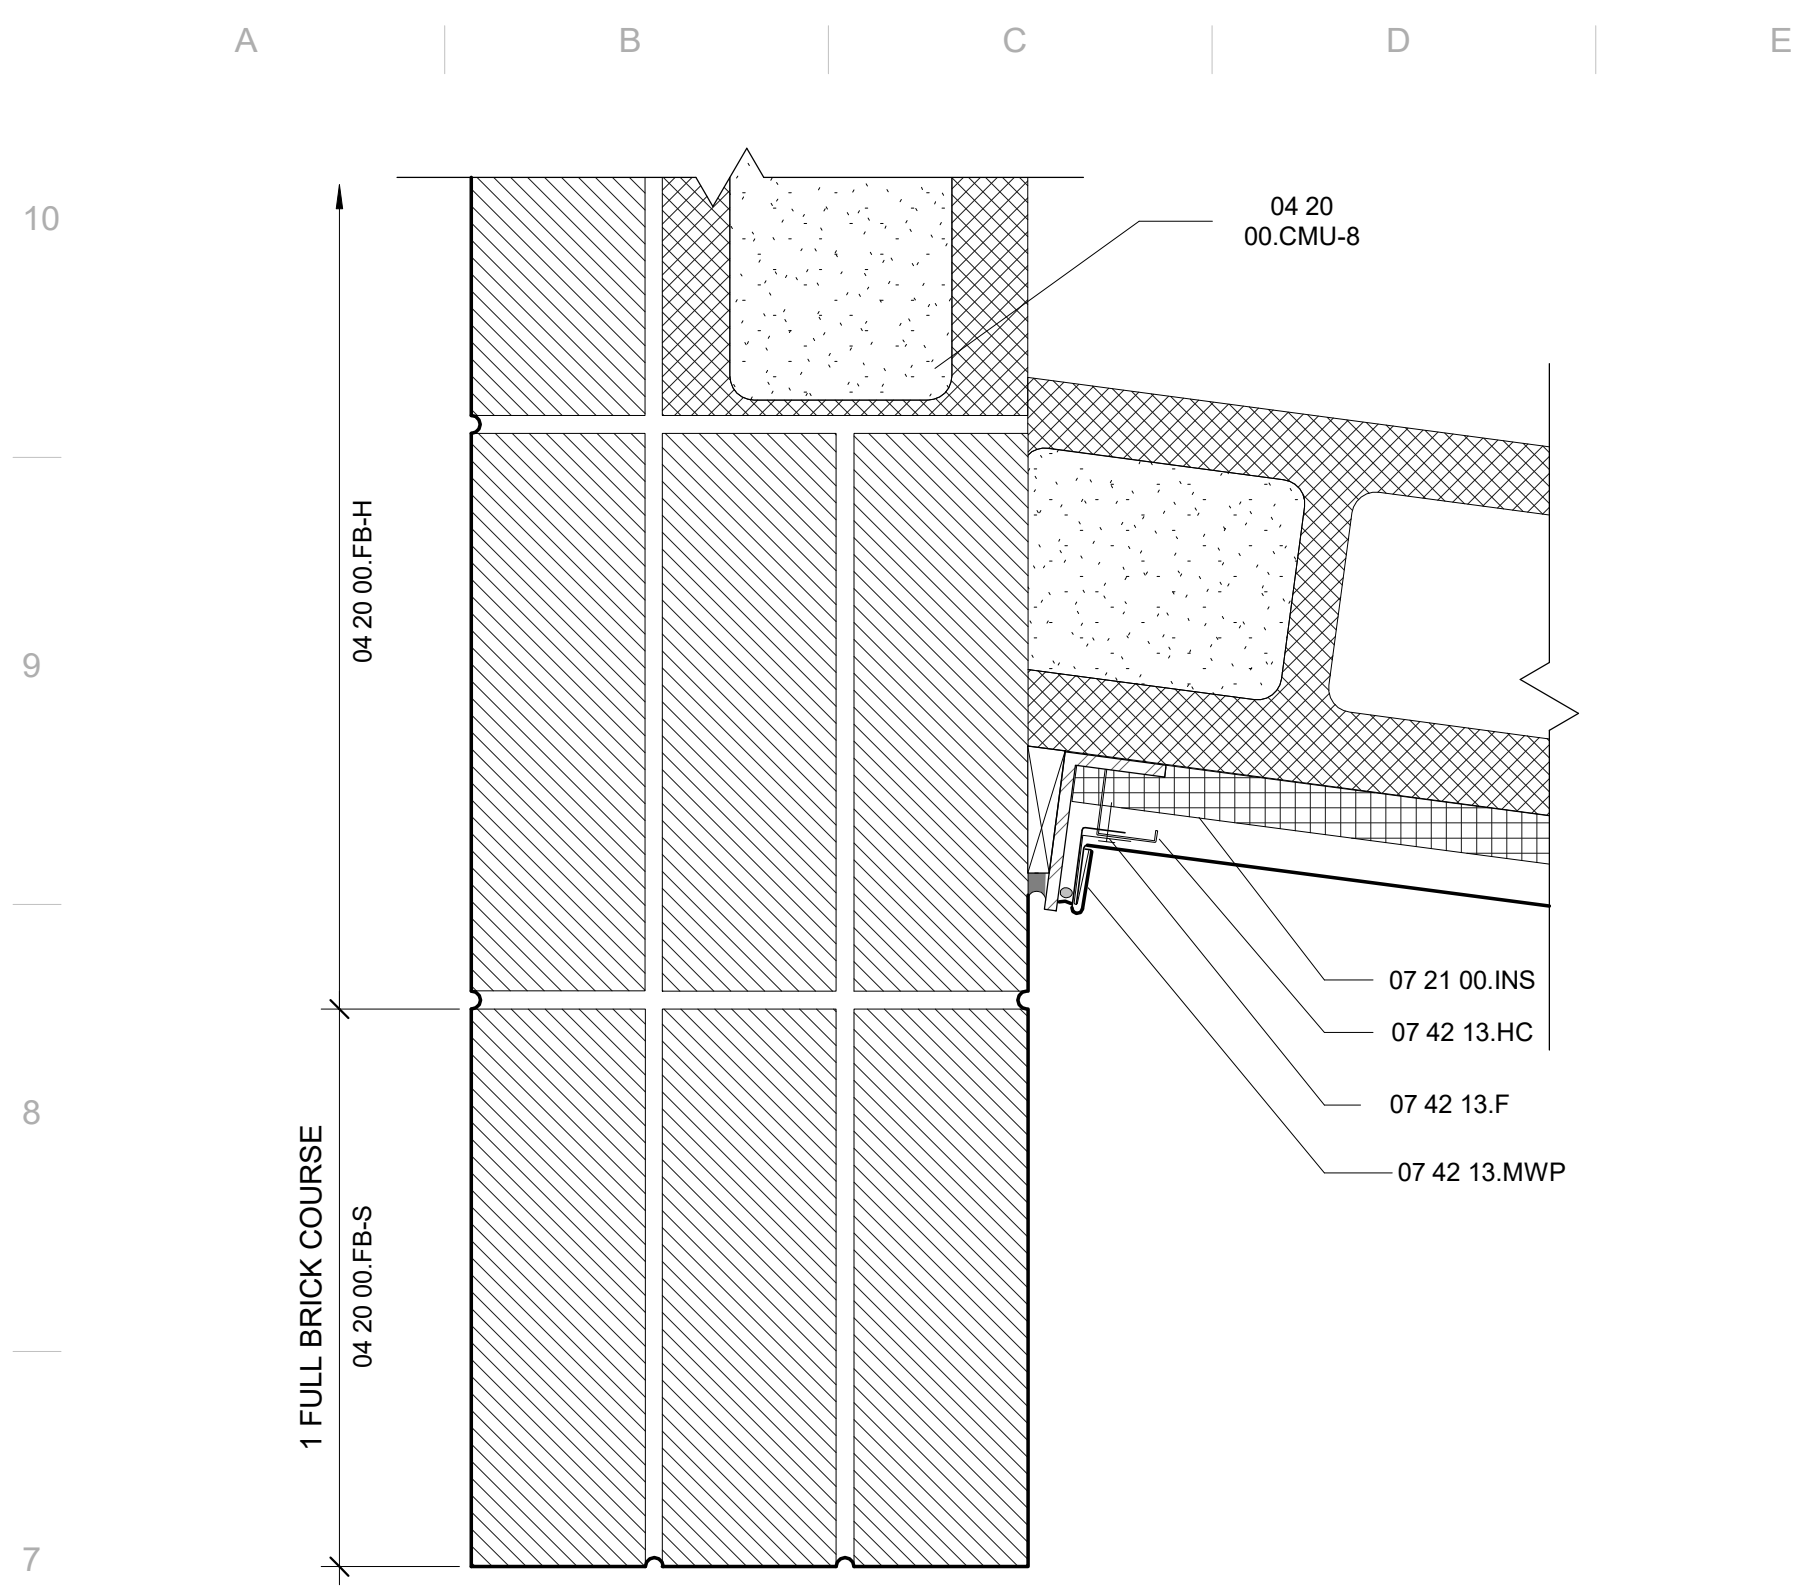 A B C D E
10
04 20
00.CMU-8
04 20 00.FB-H
9
07 21 00.INS
07 42 13.HC
8
07 42 13.F
07 42 13.MWP
1 FULL BRICK COURSE
04 20 00.FB-S
7